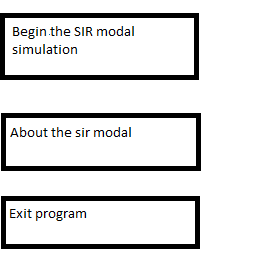 Begin the SIR modal
simulation
About the sir modal
Exit program